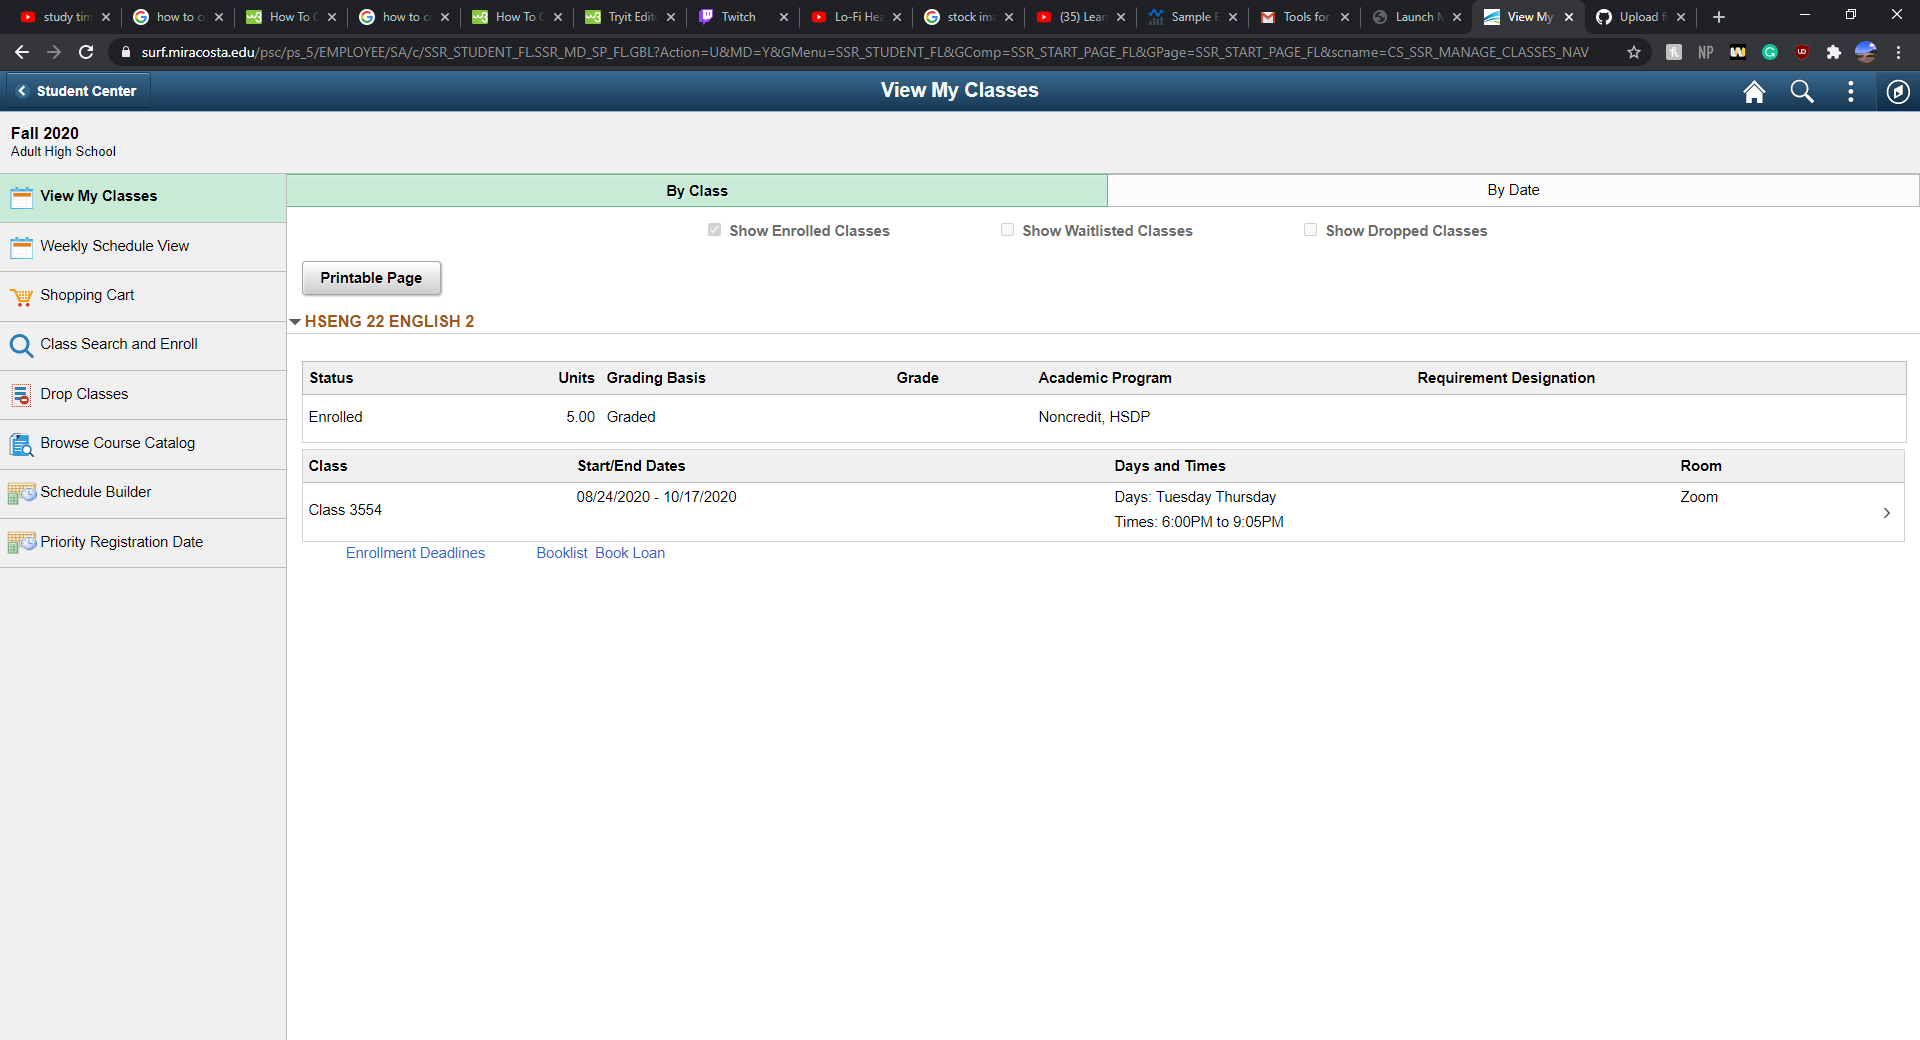 study tim
how to c
How To C
how to cr
How To C
Tryit Edito
Twitch
Lo-Fi Hea
stock ima
(35) Lear
Sample F
Tools for
Launch M
View My
Upload fi
surf.miracosta.edu/psc/ps_5/EMPLOYEE/SA/c/SSR_STUDENT_FL.SSR_MD_SP_FL.GBL?Action=U&MD=Y&GMenu=SSR_STUDENT_FL&GComp=SSR_START_PAGE_FL&GPage=SSR_START_PAGE_FL&scname=CS_SSR_MANAGE_CLASSES_NAV
NP
Student Center
View My Classes
Fall 2020
Adult High School
View My Classes
Weekly Schedule View
Shopping Cart
Class Search and Enroll
Drop Classes
Browse Course Catalog
Schedule Builder
Priority Registration Date
By Class
By Date
Show Enrolled Classes
Show Waitlisted Classes
Show Dropped Classes
Printable Page
HSENG 22 ENGLISH 2
Status Units Grading Basis Grade Academic Program Requirement Designation
Enrolled 5.00 Graded Noncredit, HSDP
Class Start/End Dates Days and Times Room
Class 3554 08/24/2020 - 10/17/2020 Days: Tuesday Thursday Zoom
Times: 6:00PM to 9:05PM
Enrollment Deadlines Booklist Book Loan